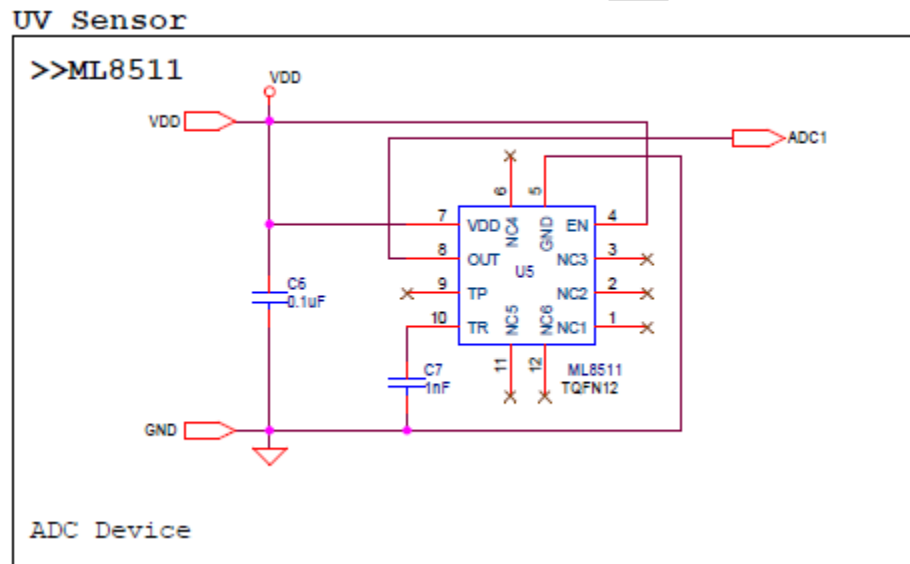 UV Sensor
>>ML8511
VDD
VDD
ADC1
6
5
7
VDD
NC4
GND
EN
4
8
OUT
U5
NC3
3
C6
0.1uF
9
TP
NC2
2
10
TR
NC5
NC6
NC1
1
11
12
C7
1nF
ML8511
TQFN12
GND
ADC Device